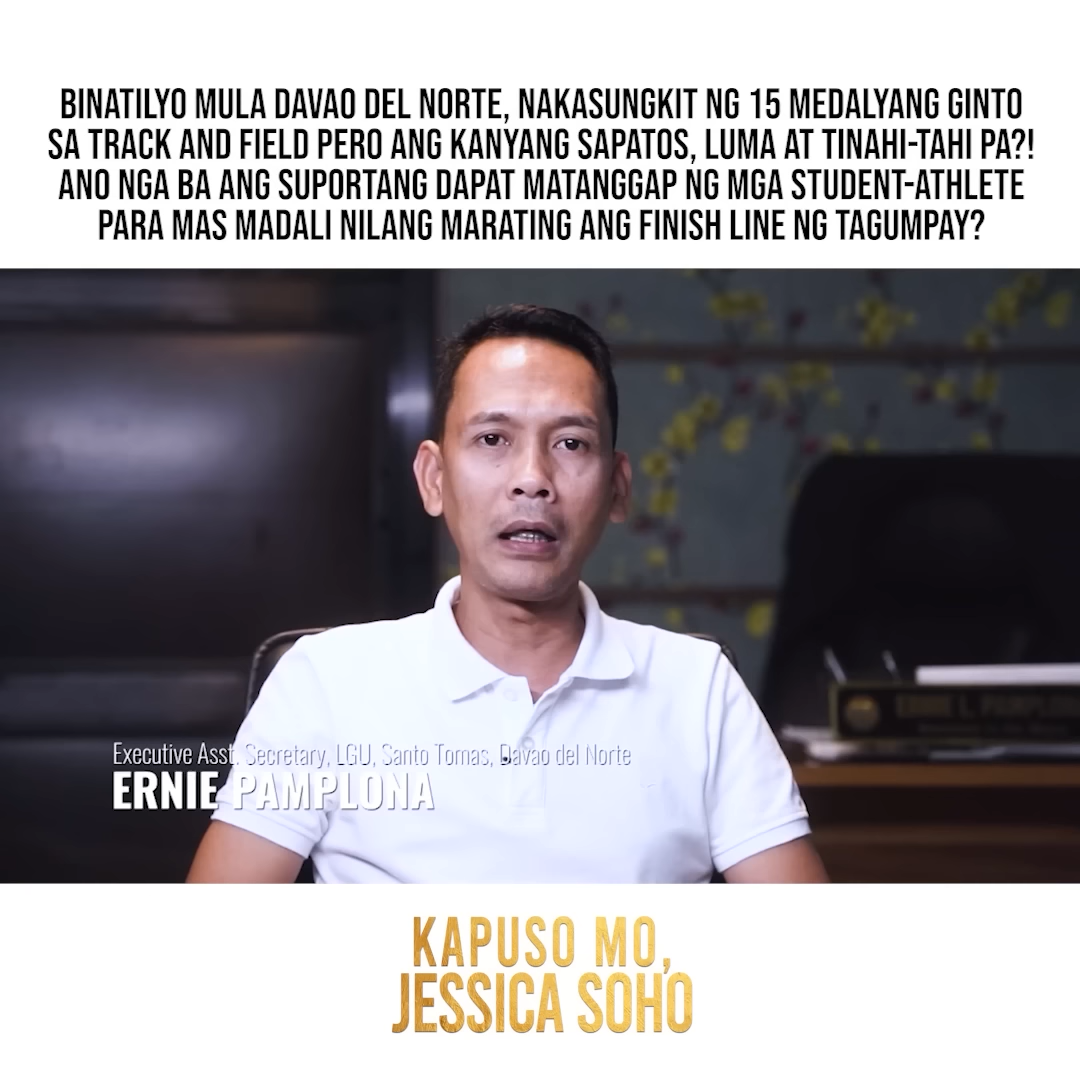 BINATILYO MULA DAVAO DEL NORTE, NAKASUNGKIT NG 15 MEDALYANG GINTO
SA TRACK AND FIELD PERO ANG KANYANG SAPATOS, LUMA AT TINAHI-TAHI PA?!
ANO NGA BA ANG SUPORTANG DAPAT MATANGGAP NG MGA STUDENT-ATHLETE
PARA MAS MADALI NILANG MARATING ANG FINISH LINE NG TAGUMPAY?
Executive Asst. Secretary, LGU, Santo Tomas, Davao del Norte
ERNIE PAMPLONA
KAPUSO MO,
JESSICA SOHO